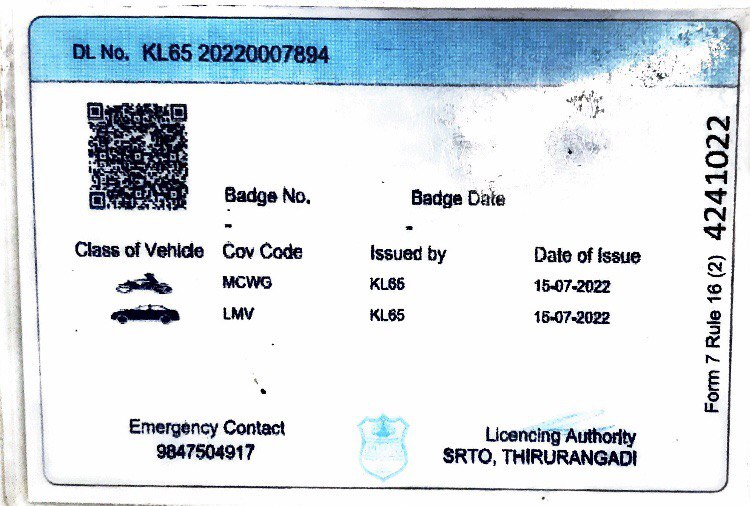 DL No. KL65 20220007894
Badge No. Badge Date
- -
Class of Vehicle Cov Code Issued by Date of Issue
MCWG KL65 15-07-2022
LMV KL65 15-07-2022
Emergency Contact
9847504917
Licencing Authority
SRTO, THIRURANGADI
Form 7 Rule 16 (2) 4241022